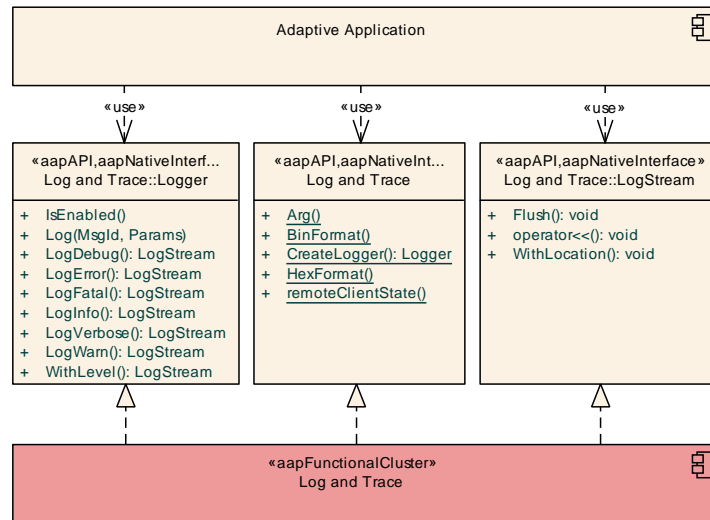 Adaptive Application
«use»
«use»
«use»
«aapAPI,aapNativeInterf...
Log and Trace::Logger
+ IsEnabled()
+ Log(MsgId, Params)
+ LogDebug(): LogStream
+ LogError(): LogStream
+ LogFatal(): LogStream
+ LogInfo(): LogStream
+ LogVerbose(): LogStream
+ LogWarn(): LogStream
+ WithLevel(): LogStream
«aapAPI,aapNativeInt...
Log and Trace
+ Arg()
+ BinFormat()
+ CreateLogger(): Logger
+ HexFormat()
+ remoteClientState()
«aapAPI,aapNativeInterface»
Log and Trace::LogStream
+ Flush(): void
+ operator<<(): void
+ WithLocation(): void
«aapFunctionalCluster»
Log and Trace